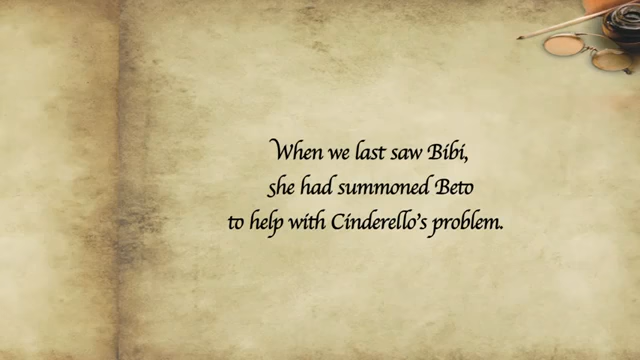 When we last saw Bibi,
she had summoned Beto
to help with Cinderello's problem.